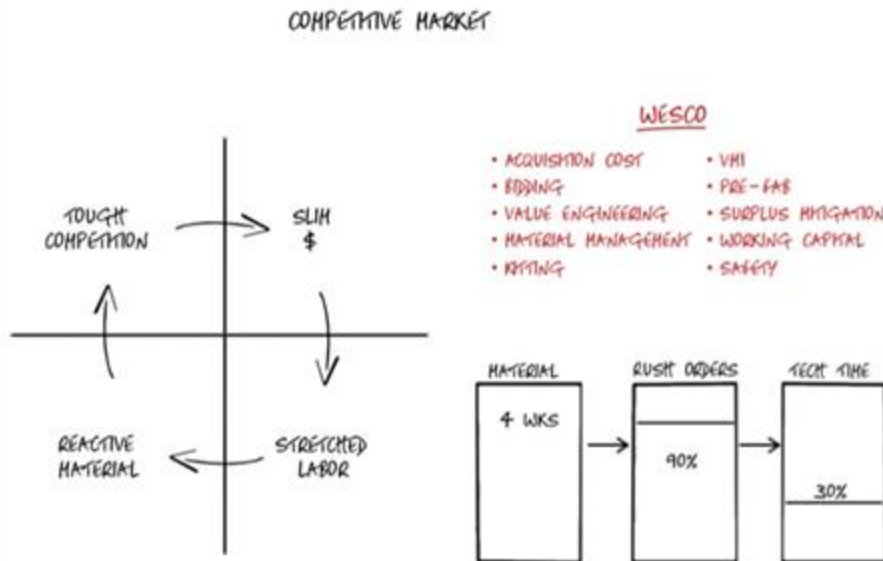 COMPETITIVE MARKET
TOUGH
COMPETITION
SLIM
$
REACTIVE
MATERIAL
STRETCHED
LABOR
WESCO
• ACQUISITION COST
• BIDDING
• VALUE ENGINEERING
• MATERIAL MANAGEMENT
• KITTING
• VMI
• PRE-FAB
• SURPLUS MITIGATION
• WORKING CAPITAL
• SAFETY
MATERIAL
4 WKS
RUSH ORDERS
90%
TECH TIME
30%